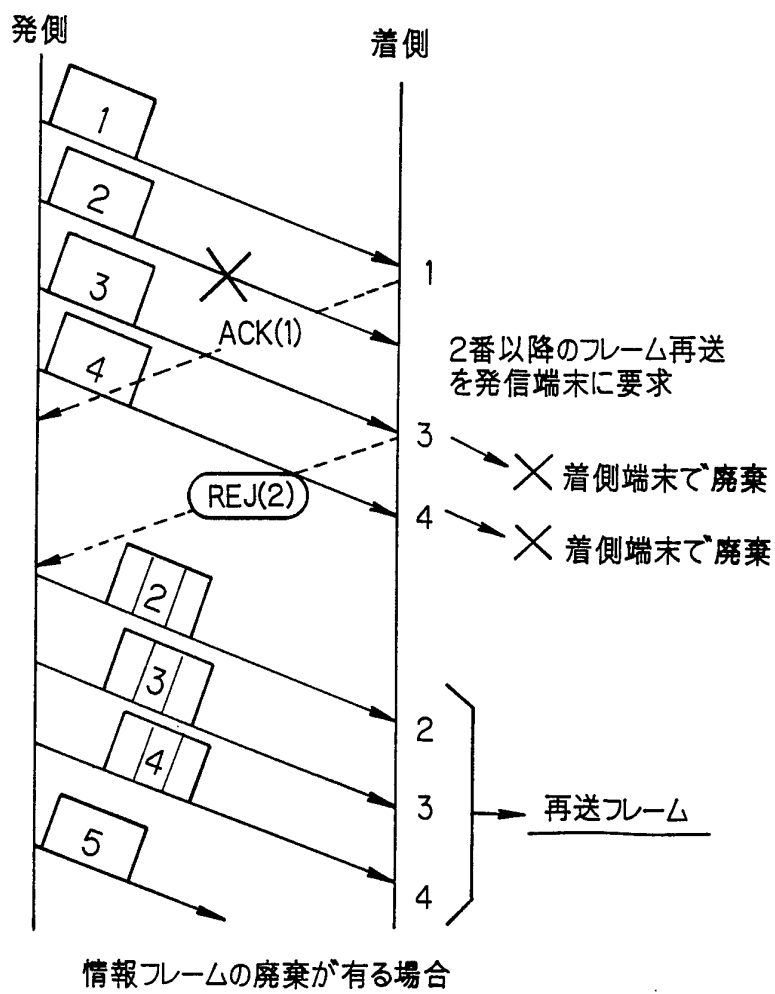 発側
着側
1
2
3
4
1
ACK(1)
2番以降のフレーム再送
を発信端末に要求
3
着側端末で廃棄
REJ(2)
4
着側端末で廃棄
2
3
4
5
2
3
4
再送フレーム
情報フレームの廃棄が有る場合